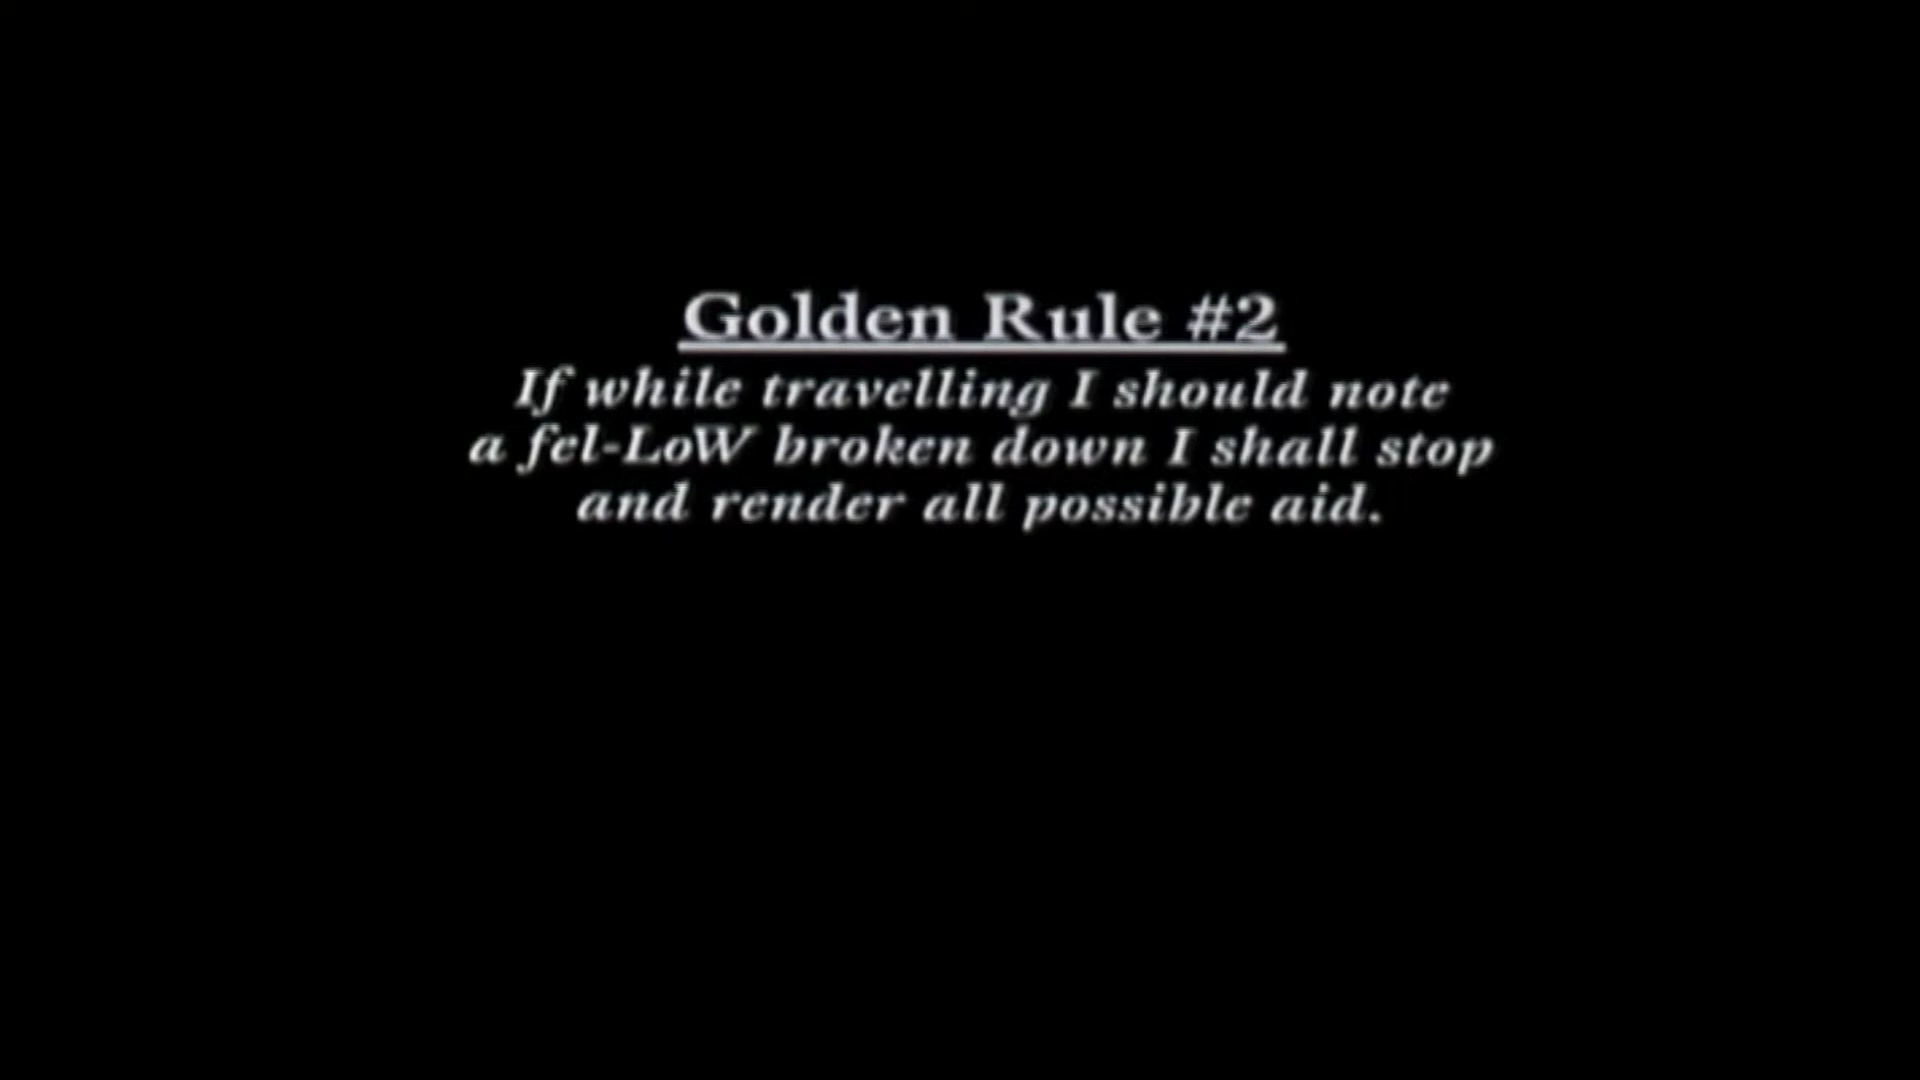 Golden Rule #2
If while travelling I should note
a fel-LoW broken down I shall stop
and render all possible aid.